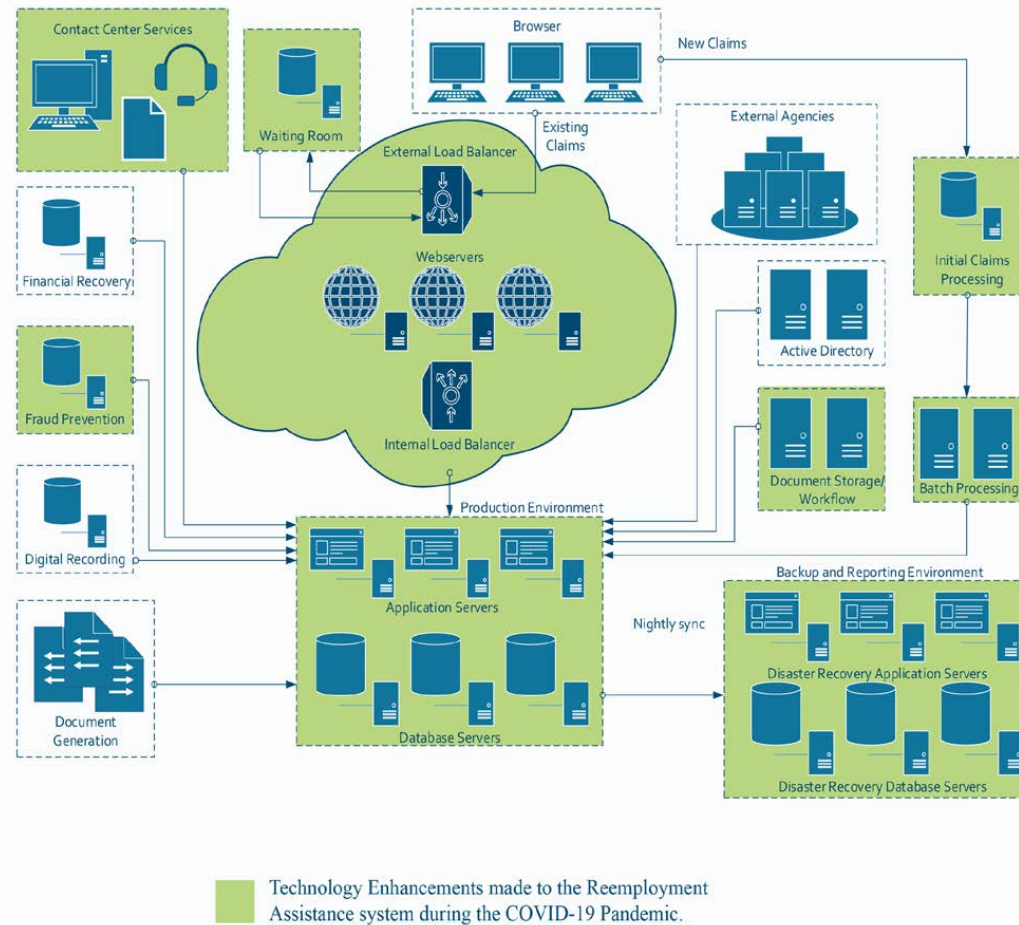 Contact Center Services
Browser
New Claims
Waiting Room
Existing
Claims
External Agencies
External Load Balancer
Financial Recovery
Webservers
Initial Claims
Processing
Active Directory
Fraud Prevention
Internal Load Balancer
Document Storage/
Workflow
Batch Processing
Production Environment
Digital Recording
Application Servers
Backup and Reporting Environment
Nightly sync
Disaster Recovery Application Servers
Document
Generation
Database Servers
Disaster Recovery Database Servers
Technology Enhancements made to the Reemployment
Assistance system during the COVID-19 Pandemic.